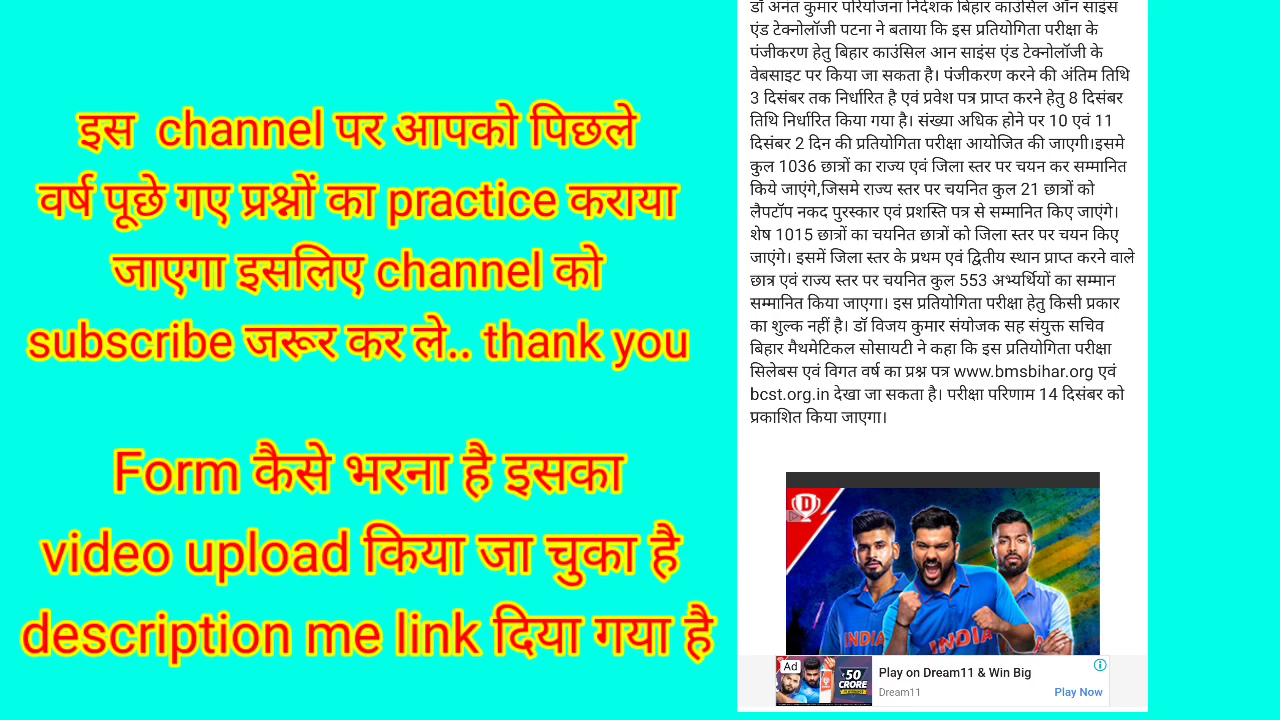 इस channel पर आपको पिछले
वर्ष पूछे गए प्रश्नों का practice कराया
जाएगा इसलिए channel को
subscribe जरूर कर ले.. thank you
Form कैसे भरना है इसका
video upload किया जा चुका है
description me link दिया गया है
डॉ अनंत कुमार परियोजना निदेशक बिहार काउंसिल ऑन साइंस
एंड टेक्नोलॉजी पटना ने बताया कि इस प्रतियोगिता परीक्षा के
पंजीकरण हेतु बिहार काउंसिल आन साइंस एंड टेक्नोलॉजी के
वेबसाइट पर किया जा सकता है। पंजीकरण करने की अंतिम तिथि
3 दिसंबर तक निर्धारित है एवं प्रवेश पत्र प्राप्त करने हेतु 8 दिसंबर
तिथि निर्धारित किया गया है। संख्या अधिक होने पर 10 एवं 11
दिसंबर 2 दिन की प्रतियोगिता परीक्षा आयोजित की जाएगी।इसमे
कुल 1036 छात्रों का राज्य एवं जिला स्तर पर चयन कर सम्मानित
किये जाएंगे,जिसमे राज्य स्तर पर चयनित कुल 21 छात्रों को
लैपटॉप नकद पुरस्कार एवं प्रशस्ति पत्र से सम्मानित किए जाएंगे।
शेष 1015 छात्रों का चयनित छात्रों को जिला स्तर पर चयन किए
जाएंगे। इसमें जिला स्तर के प्रथम एवं द्वितीय स्थान प्राप्त करने वाले
छात्र एवं राज्य स्तर पर चयनित कुल 553 अभ्यर्थियों का सम्मान
सम्मानित किया जाएगा। इस प्रतियोगिता परीक्षा हेतु किसी प्रकार
का शुल्क नहीं है। डॉ विजय कुमार संयोजक सह संयुक्त सचिव
बिहार मैथमेटिकल सोसायटी ने कहा कि इस प्रतियोगिता परीक्षा
सिलेबस एवं विगत वर्ष का प्रश्न पत्र www.bmsbihar.org एवं
bcst.org.in देखा जा सकता है। परीक्षा परिणाम 14 दिसंबर को
प्रकाशित किया जाएगा।
D
INDIA
INDIA
Ad
50
CRORE
Play on Dream11 & Win Big
Dream11
Play Now